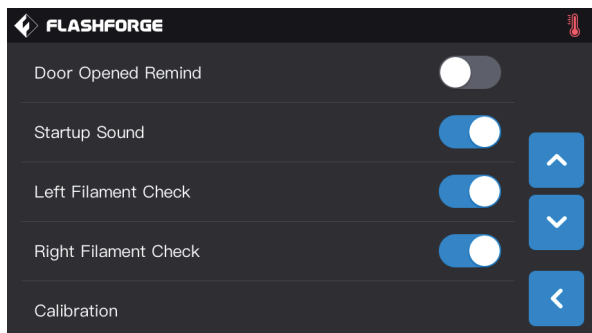 FLASHFORGE
Door Opened Remind
Startup Sound
Left Filament Check
Right Filament Check
Calibration